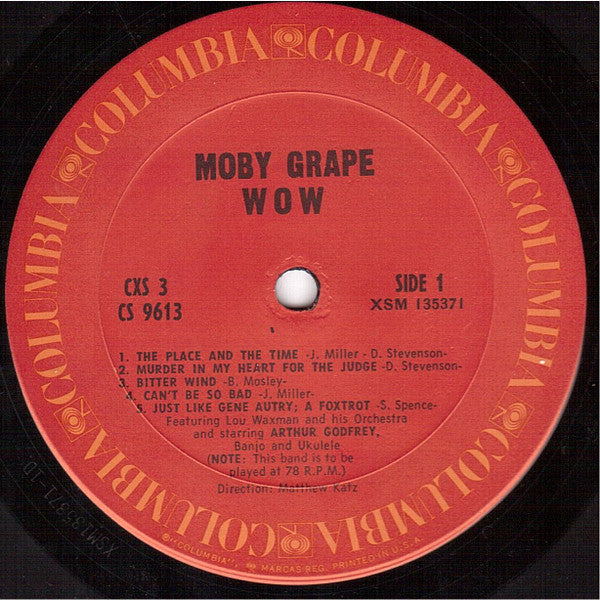 COLUMBIA COLUMBIA COLUMBIA COLUMBIA COLUMBIA COLUMBIA
MOBY GRAPE
WOW
CXS 3
CS 9613
SIDE 1
XSM 135371
1. THE PLACE AND THE TIME -J. Miller - D. Stevenson-
2. MURDER IN MY HEART FOR THE JUDGE -D. Stevenson-
3. BITTER WIND -B. Mosley-
4. CAN'T BE SO BAD -J. Miller-
5. JUST LIKE GENE AUTRY; A FOXTROT -S. Spence-
Featuring Lou Waxman and his Orchestra
and starring ARTHUR GODFREY,
Banjo and Ukulele
(NOTE: This band is to be
played at 78 R.P.M.)
Direction: Matthew Katz
©"COLUMBIA", MARCAS REG. PRINTED IN U.S.A.
XSM135371-1D